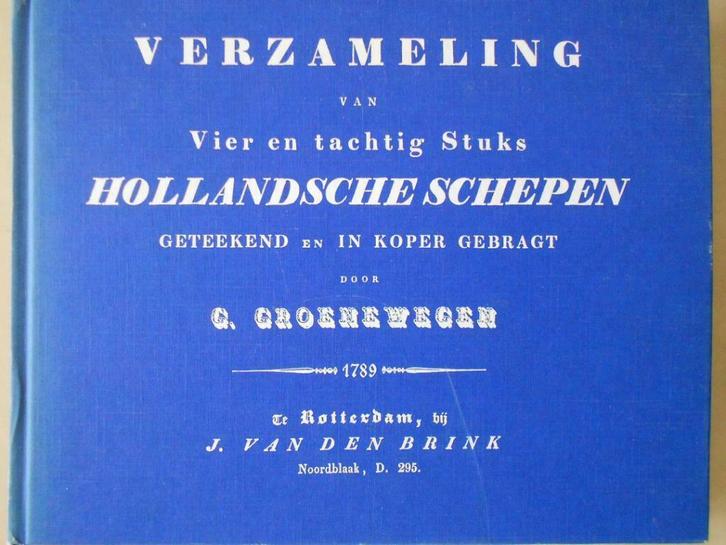 VERZAMELING
VAN
Vier en tachtig Stuks
HOLLANDSCHE SCHEPEN
GETEEKEND EN IN KOPER GEBRAGT
DOOR
G. GROENEWEGEN
1789
Te Rotterdam, bij
J. VAN DEN BRINK
Noordblaak, D. 295.